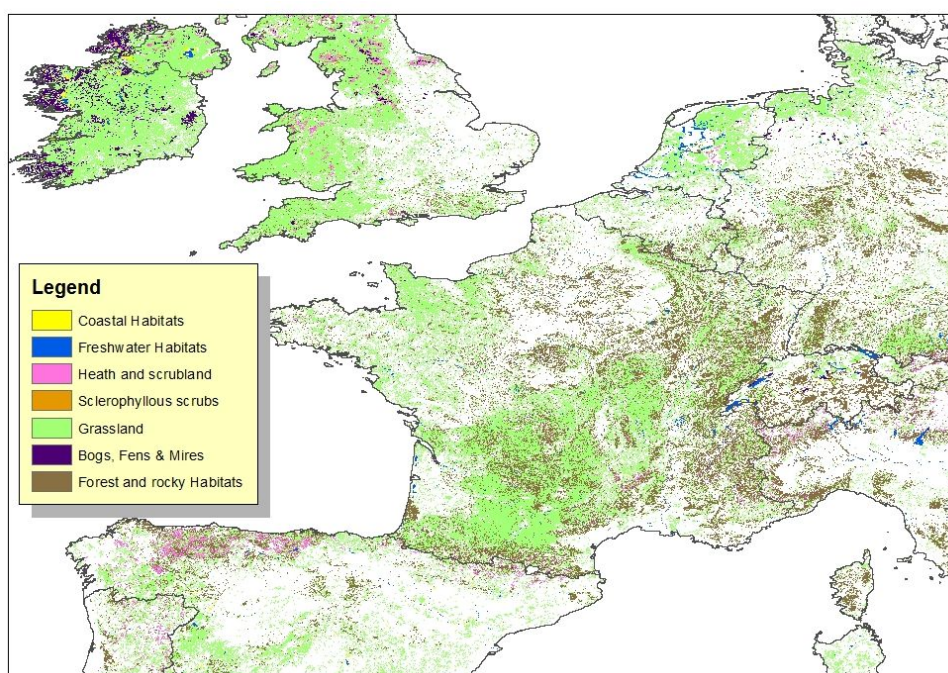 Legend
Coastal Habitats
Freshwater Habitats
Heath and scrubland
Sclerophyllous scrubs
Grassland
Bogs, Fens & Mires
Forest and rocky Habitats